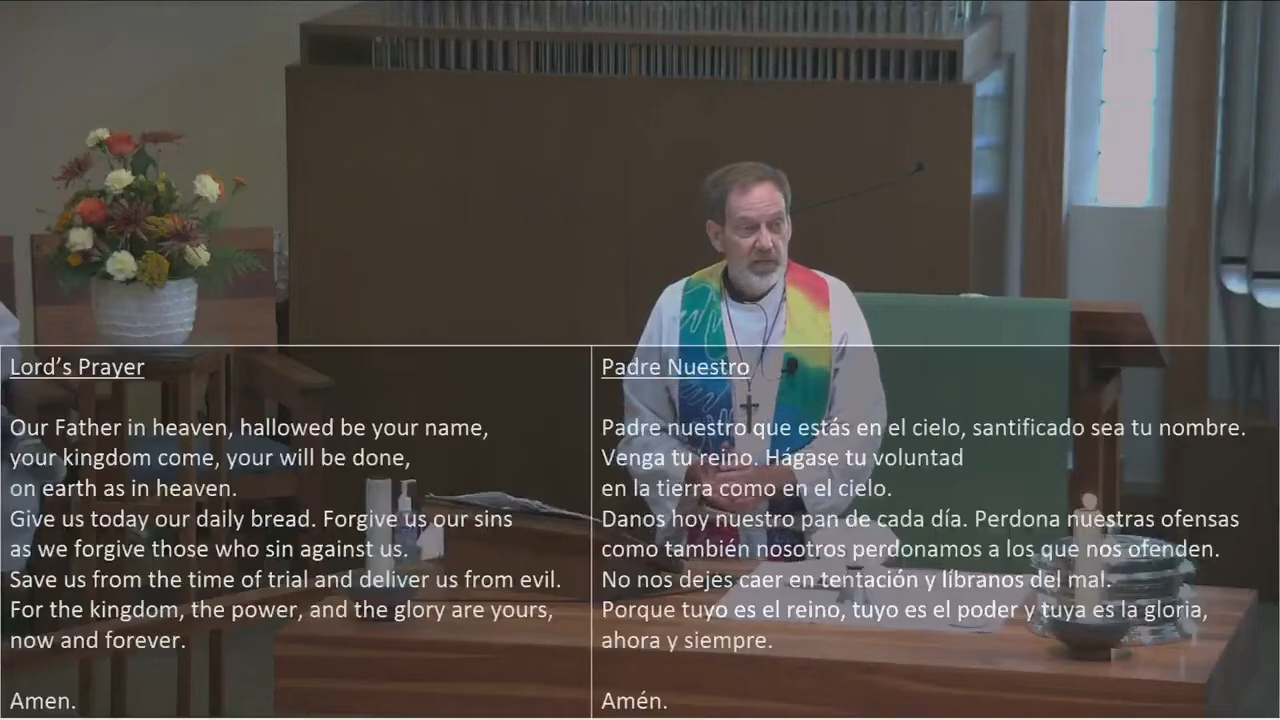 Lord's Prayer
Our Father in heaven, hallowed be your name,
your kingdom come, your will be done,
on earth as in heaven.
Give us today our daily bread. Forgive us our sins
as we forgive those who sin against us.
Save us from the time of trial and deliver us from evil.
For the kingdom, the power, and the glory are yours,
now and forever.
Amen.
Padre Nuestro
Padre nuestro que estás en el cielo, santificado sea tu nombre.
Venga tu reino. Hágase tu voluntad
en la tierra como en el cielo.
Danos hoy nuestro pan de cada día. Perdona nuestras ofensas
como también nosotros perdonamos a los que nos ofenden.
No nos dejes caer en tentación y líbranos del mal.
Porque tuyo es el reino, tuyo es el poder y tuya es la gloria,
ahora y siempre.
Amén.